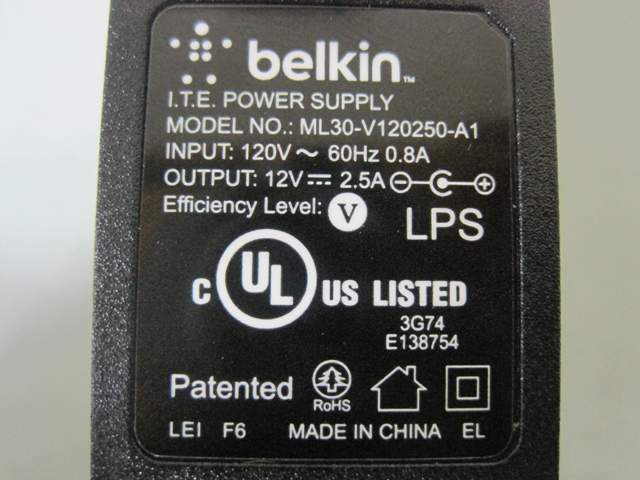 belkin™
I.T.E. POWER SUPPLY
MODEL NO.: ML30-V120250-A1
INPUT: 120V ~ 60Hz 0.8A
OUTPUT: 12V ⎓ 2.5A
Efficiency Level: V
LPS
C UL US LISTED
3G74
E138754
Patented
RoHS
LEI F6 MADE IN CHINA EL